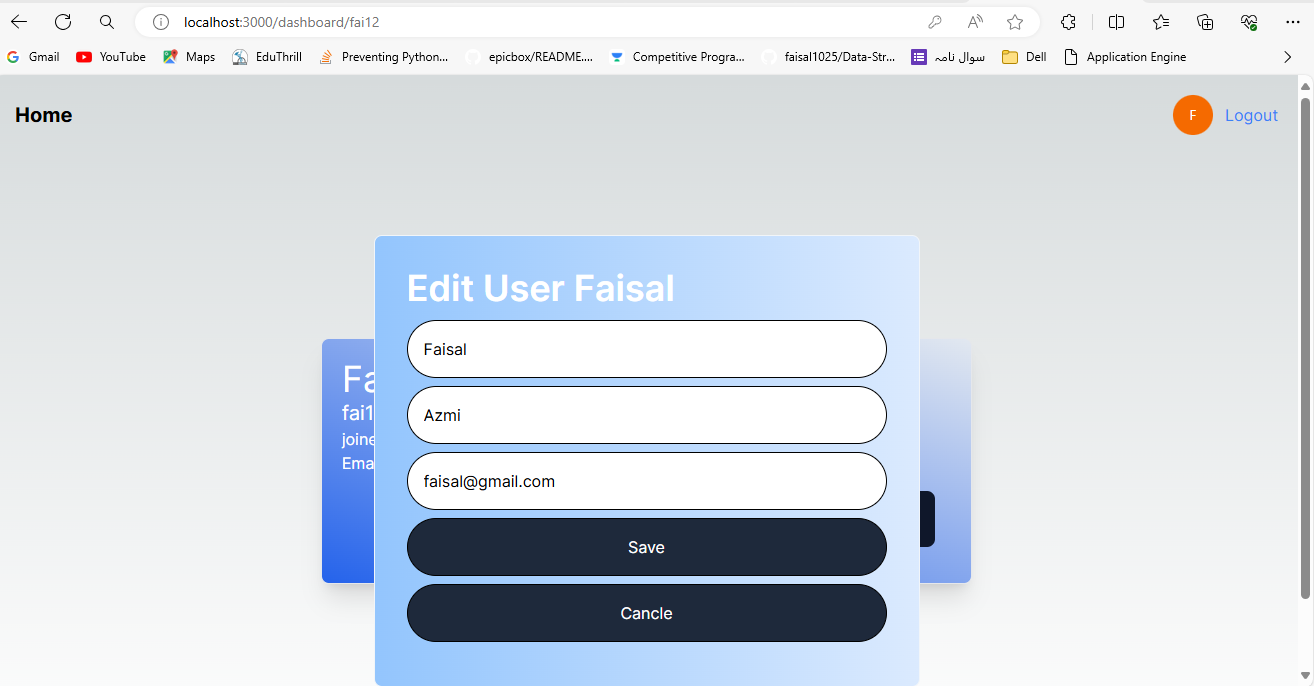 localhost:3000/dashboard/fai12
Gmail YouTube Maps EduThrill Preventing Python... epicbox/README.... Competitive Progra... faisal1025/Data-Str... سوال نامہ Dell Application Engine
Home F Logout
Edit User Faisal
Faisal
Azmi
faisal@gmail.com
Save
Cancle
Fa
fai1
joine
Ema